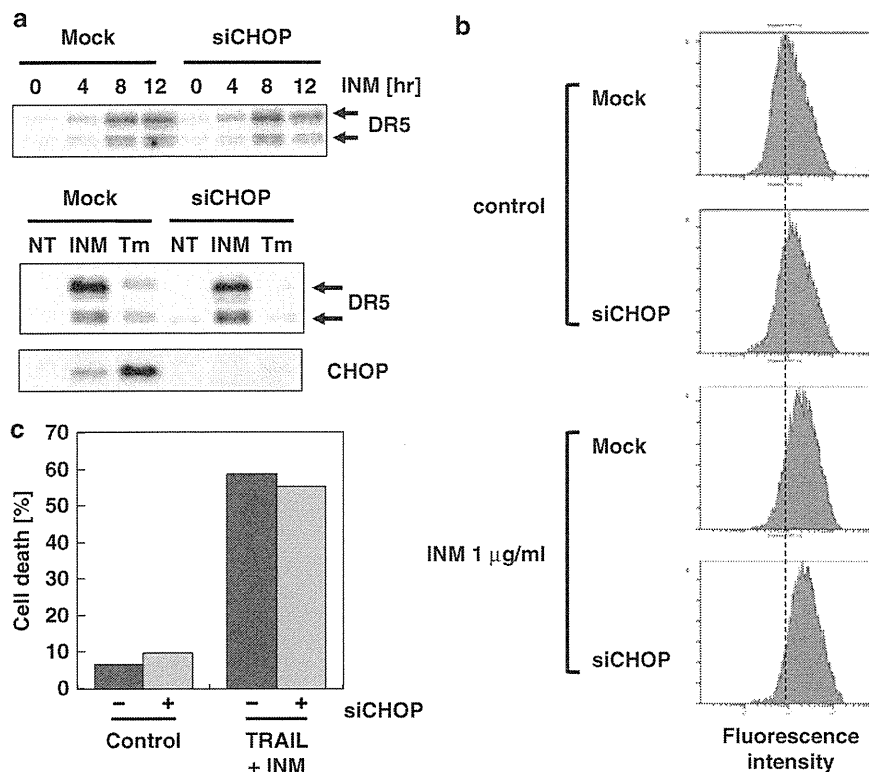 a
Mock siCHOP
0 4 8 12 0 4 8 12 INM [hr]
DR5
Mock siCHOP
NT INM Tm NT INM Tm
DR5
CHOP
b
Mock
control
siCHOP
Mock
INM 1 μg/ml
siCHOP
Fluorescence
intensity
c
70
60
50
40
30
20
10
0
Cell death [%]
– + – + siCHOP
Control TRAIL
+ INM